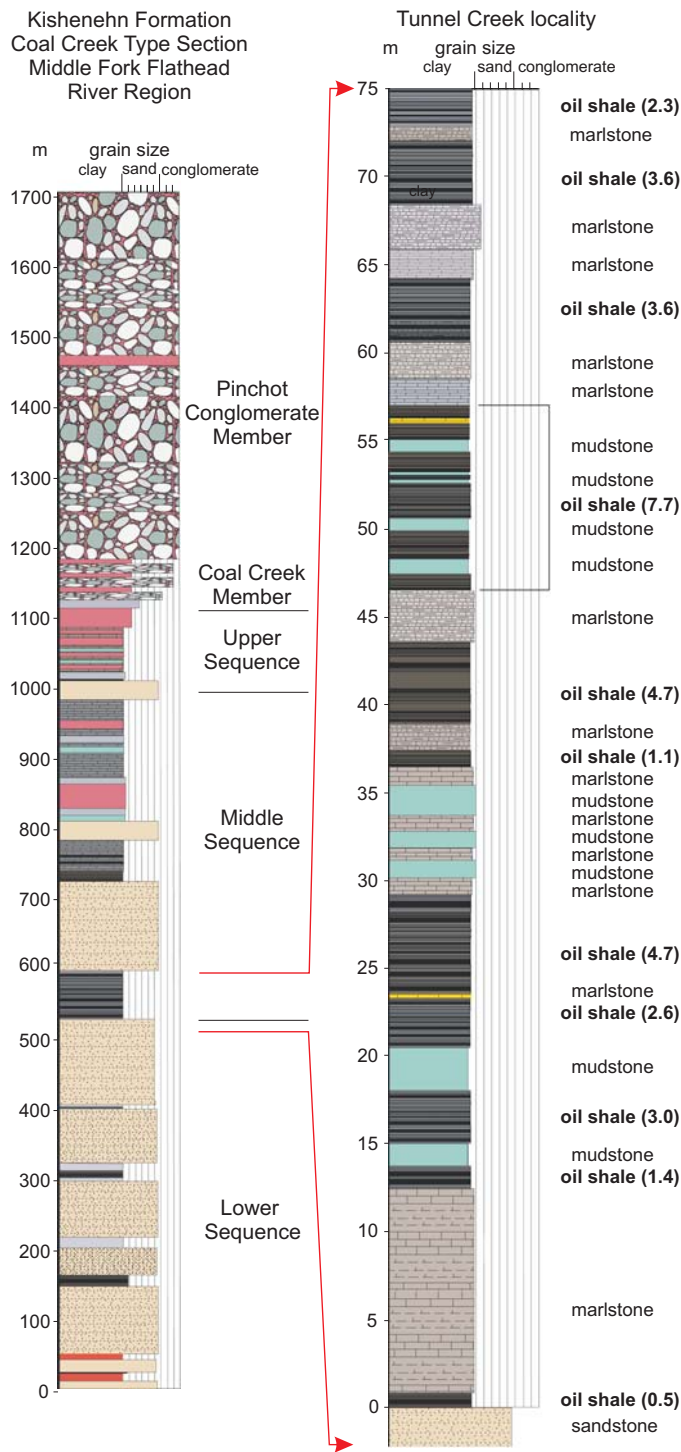 Kishenehn Formation
Coal Creek Type Section
Middle Fork Flathead
River Region
m grain size
clay sand conglomerate
1700
1600
1500
1400
1300
1200
1100
1000
900
800
700
600
500
400
300
200
100
0
Pinchot
Conglomerate
Member
Coal Creek
Member
Upper
Sequence
Middle
Sequence
Lower
Sequence
Tunnel Creek locality
m grain size
clay sand conglomerate
75
oil shale (2.3)
marlstone
70
oil shale (3.6)
clay
marlstone
65
marlstone
oil shale (3.6)
60
marlstone
marlstone
55
mudstone
mudstone
oil shale (7.7)
50
mudstone
mudstone
45
marlstone
40
oil shale (4.7)
marlstone
oil shale (1.1)
marlstone
35
mudstone
marlstone
mudstone
marlstone
mudstone
30
marlstone
oil shale (4.7)
25
marlstone
oil shale (2.6)
20
mudstone
oil shale (3.0)
15
mudstone
oil shale (1.4)
10
5
marlstone
0
oil shale (0.5)
sandstone